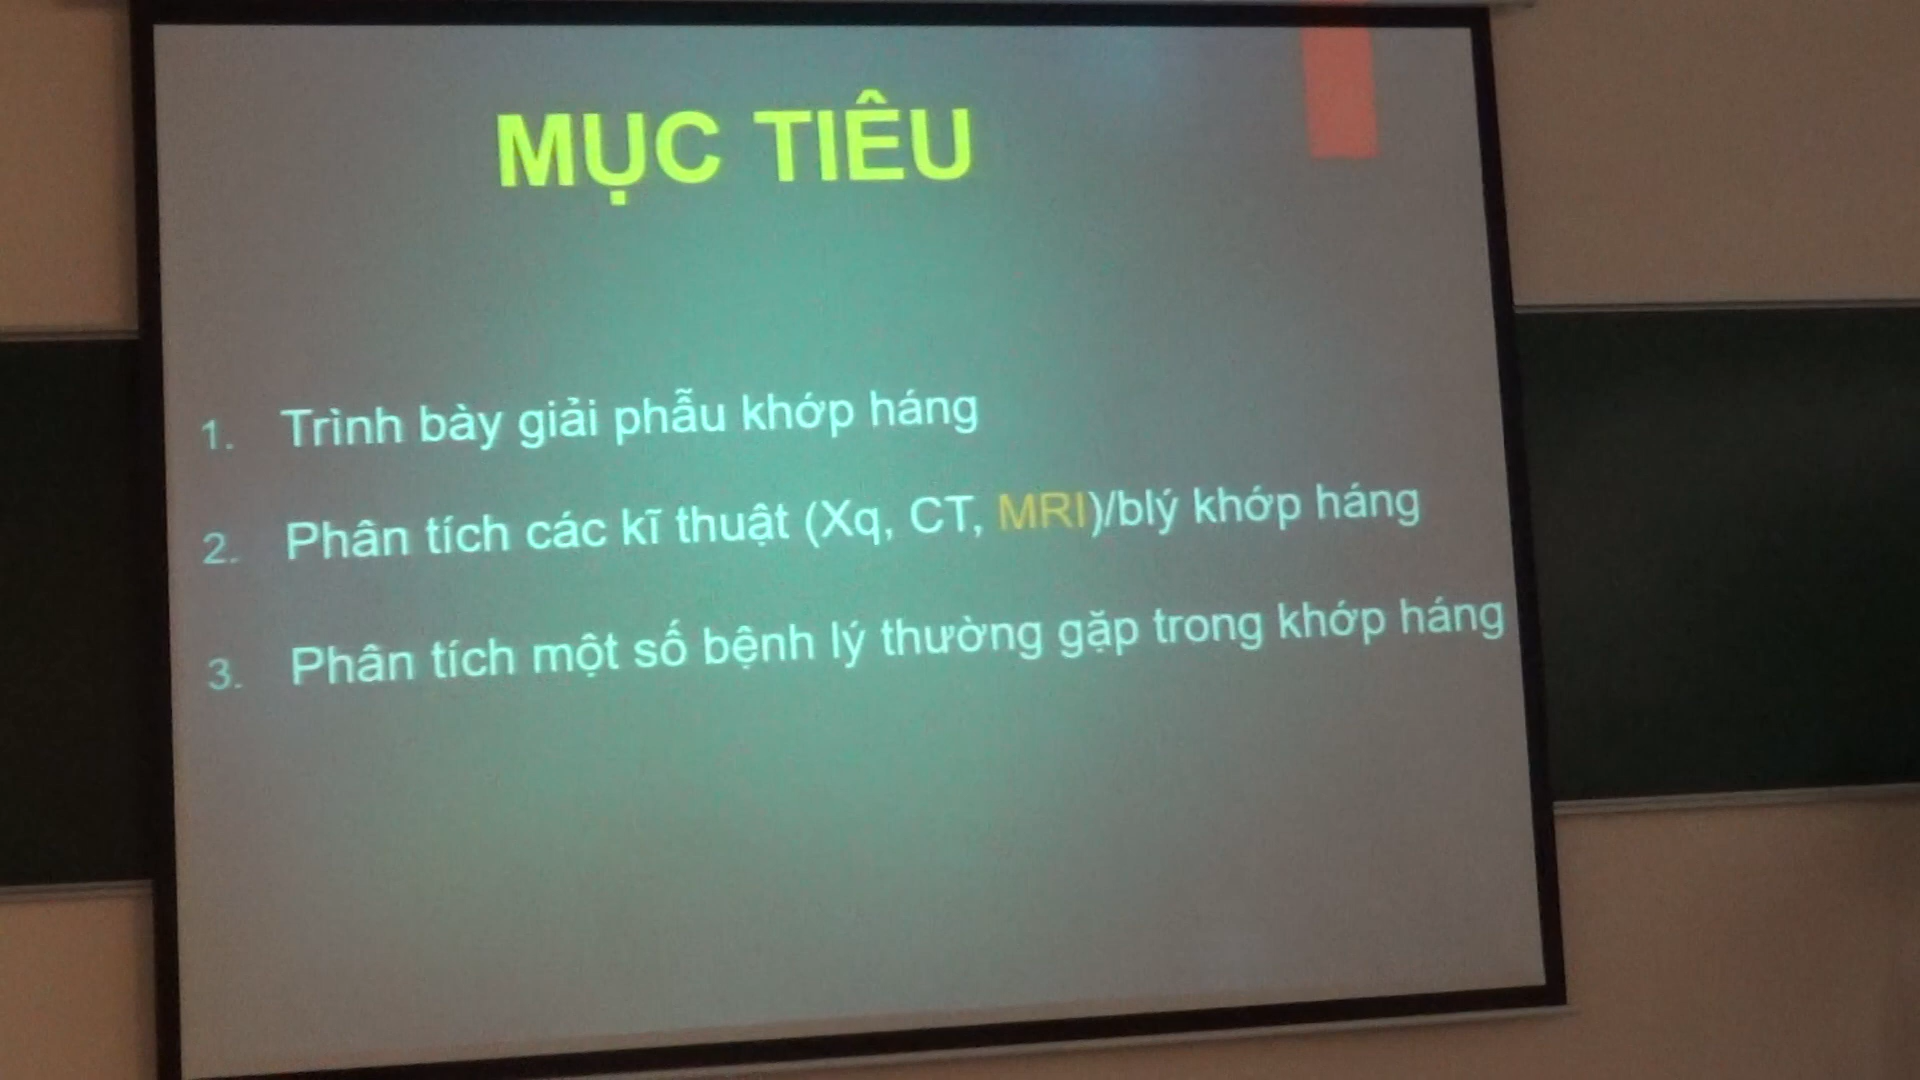 MỤC TIÊU
1. Trình bày giải phẫu khớp háng
2. Phân tích các kĩ thuật (Xq, CT, MRI)/blý khớp háng
3. Phân tích một số bệnh lý thường gặp trong khớp háng